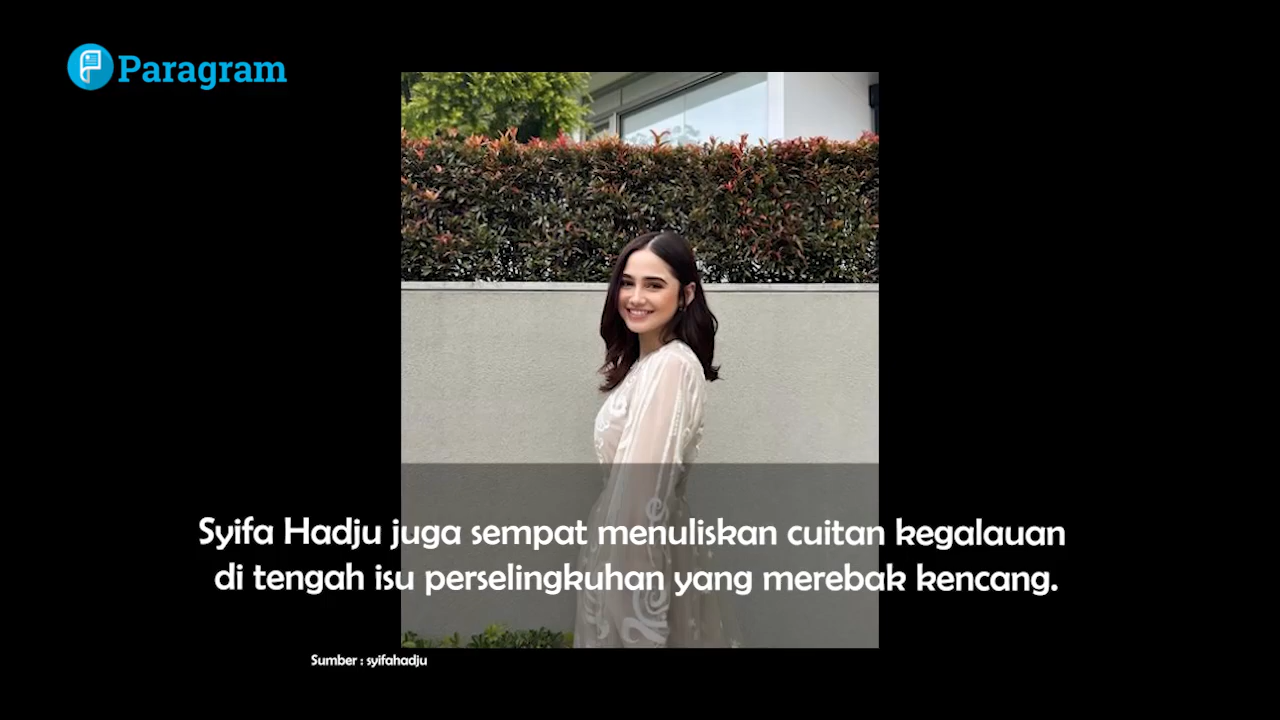 Paragram
Syifa Hadju juga sempat menuliskan cuitan kegalauan
di tengah isu perselingkuhan yang merebak kencang.
Sumber : syifahadju